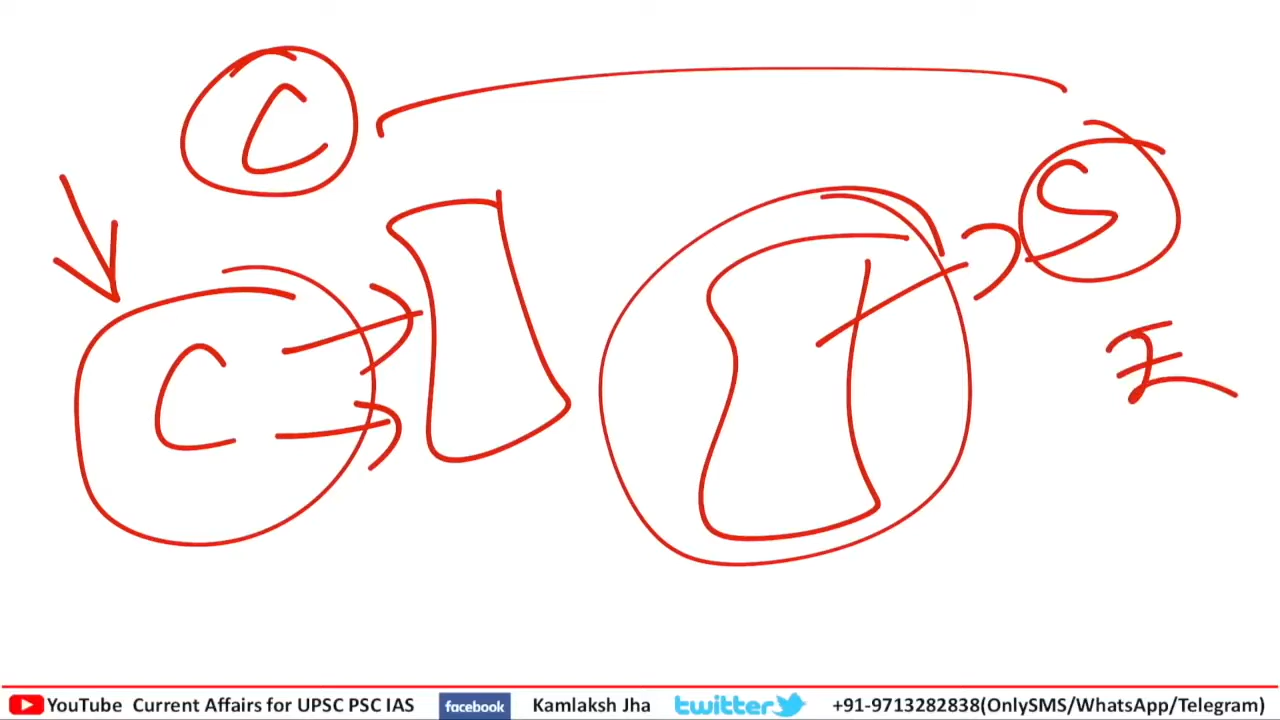 C
S
C
YouTube Current Affairs for UPSC PSC IAS facebook Kamlaksh Jha twitter +91-9713282838(OnlySMS/WhatsApp/Telegram)